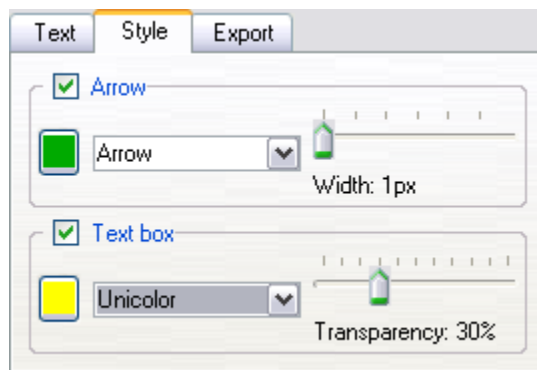 Text Style Export
Arrow
Arrow
Width: 1px
Text box
Unicolor
Transparency: 30%